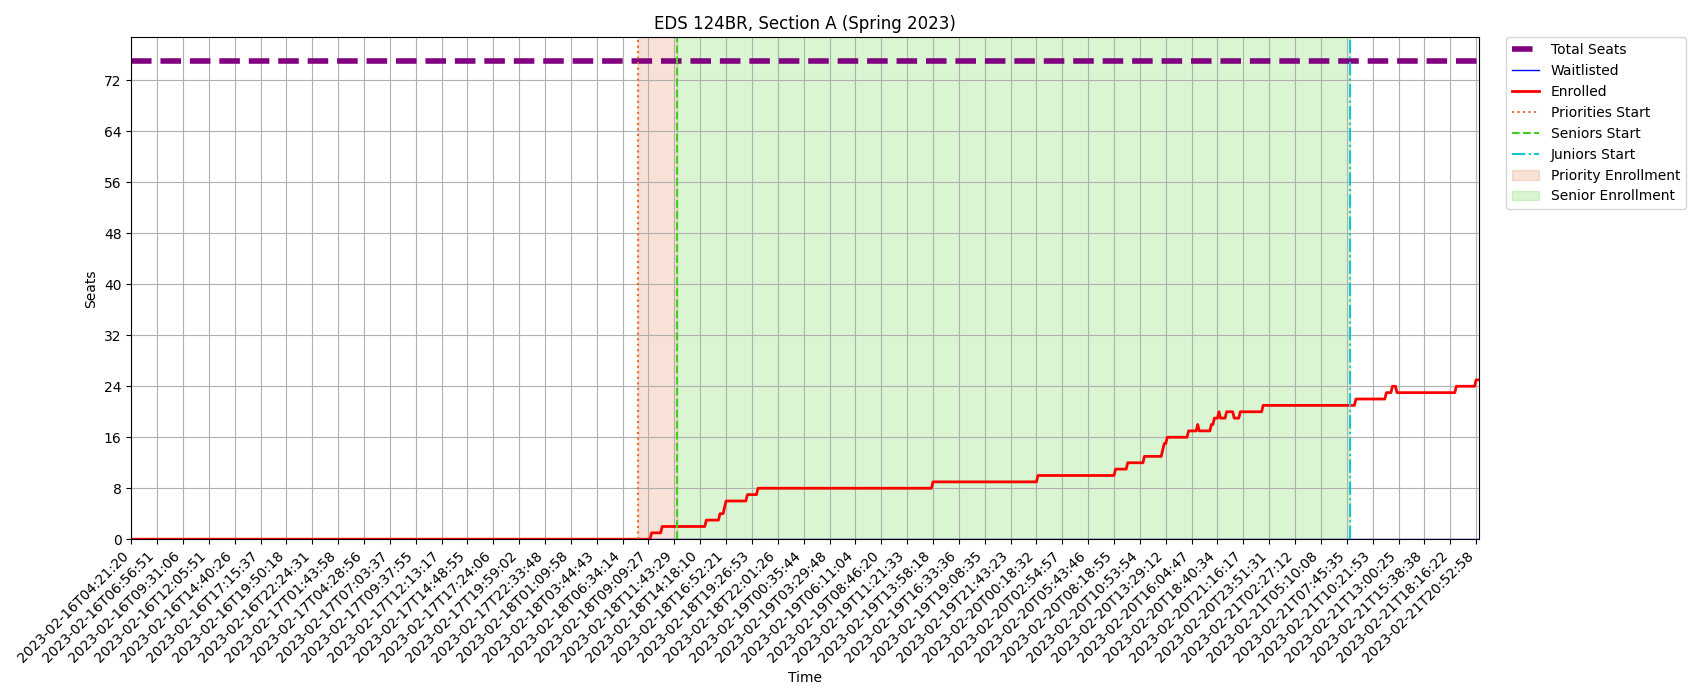 EDS 124BR, Section A (Spring 2023)
Total Seats
Waitlisted
Enrolled
Priorities Start
Seniors Start
Juniors Start
Priority Enrollment
Senior Enrollment
72
64
56
48
40
32
24
16
8
0
Seats
2023-02-16T04:21:20
2023-02-16T06:56:51
2023-02-16T09:31:06
2023-02-16T12:05:51
2023-02-16T14:40:26
2023-02-16T17:15:37
2023-02-16T19:50:18
2023-02-16T22:24:31
2023-02-17T01:43:58
2023-02-17T04:28:56
2023-02-17T07:03:37
2023-02-17T09:37:55
2023-02-17T12:13:17
2023-02-17T14:48:55
2023-02-17T17:24:06
2023-02-17T19:59:02
2023-02-17T22:33:48
2023-02-18T01:09:58
2023-02-18T03:44:43
2023-02-18T06:34:14
2023-02-18T09:09:27
2023-02-18T11:43:29
2023-02-18T14:18:10
2023-02-18T16:52:21
2023-02-18T19:26:53
2023-02-18T22:01:26
2023-02-19T00:35:44
2023-02-19T03:29:48
2023-02-19T06:11:04
2023-02-19T08:46:20
2023-02-19T11:21:33
2023-02-19T13:58:18
2023-02-19T16:33:36
2023-02-19T19:08:35
2023-02-19T21:43:23
2023-02-20T00:18:32
2023-02-20T02:54:57
2023-02-20T05:43:46
2023-02-20T08:18:55
2023-02-20T10:53:54
2023-02-20T13:29:12
2023-02-20T16:04:47
2023-02-20T18:40:34
2023-02-20T21:16:17
2023-02-20T23:51:31
2023-02-21T02:27:12
2023-02-21T05:10:08
2023-02-21T07:45:35
2023-02-21T10:21:53
2023-02-21T13:00:25
2023-02-21T15:38:38
2023-02-21T18:16:22
2023-02-21T20:52:58
Time